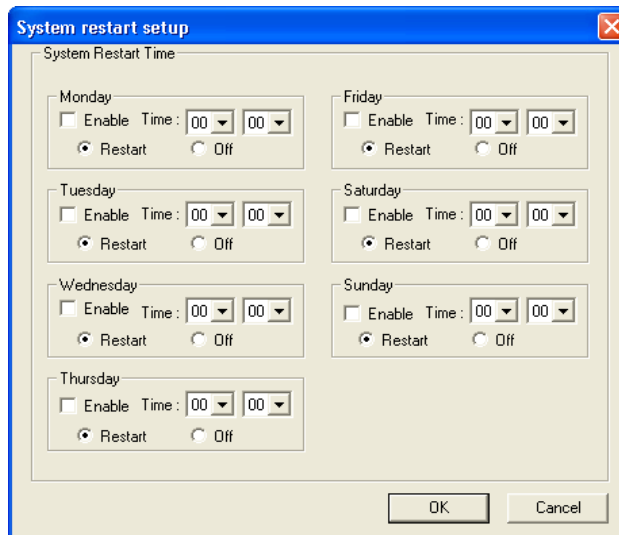 System restart setup
System Restart Time
Monday
Enable Time : 00 00
Restart Off
Tuesday
Enable Time : 00 00
Restart Off
Wednesday
Enable Time : 00 00
Restart Off
Thursday
Enable Time : 00 00
Restart Off
Friday
Enable Time : 00 00
Restart Off
Saturday
Enable Time : 00 00
Restart Off
Sunday
Enable Time : 00 00
Restart Off
OK Cancel